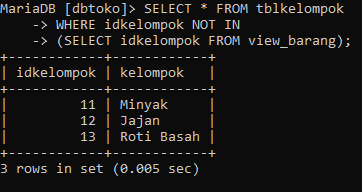 MariaDB [dbtoko]> SELECT * FROM tblkelompok
    -> WHERE idkelompok NOT IN
    -> (SELECT idkelompok FROM view_barang);
+------------+------------+
| idkelompok | kelompok   |
+------------+------------+
|         11 | Minyak     |
|         12 | Jajan      |
|         13 | Roti Basah |
+------------+------------+
3 rows in set (0.005 sec)